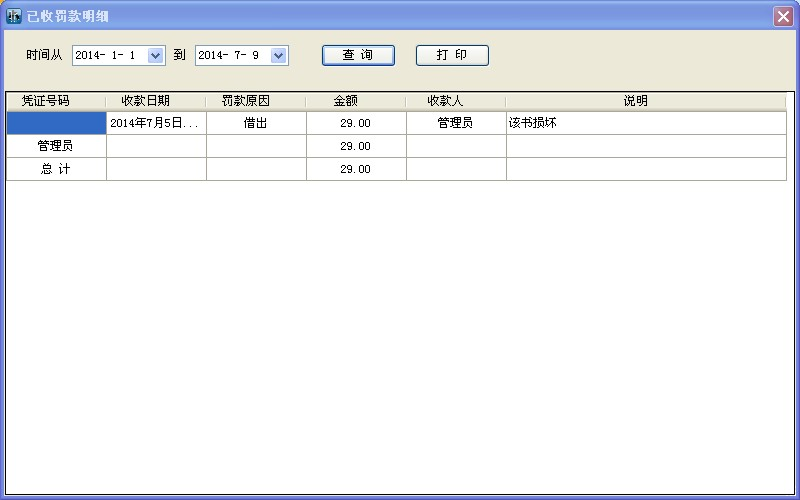 已收罚款明细
时间从 2014- 1- 1 到 2014- 7- 9 查 询 打 印
凭证号码 收款日期 罚款原因 金额 收款人 说明
2014年7月5日... 借出 29.00 管理员 该书损坏
管理员 29.00
总 计 29.00